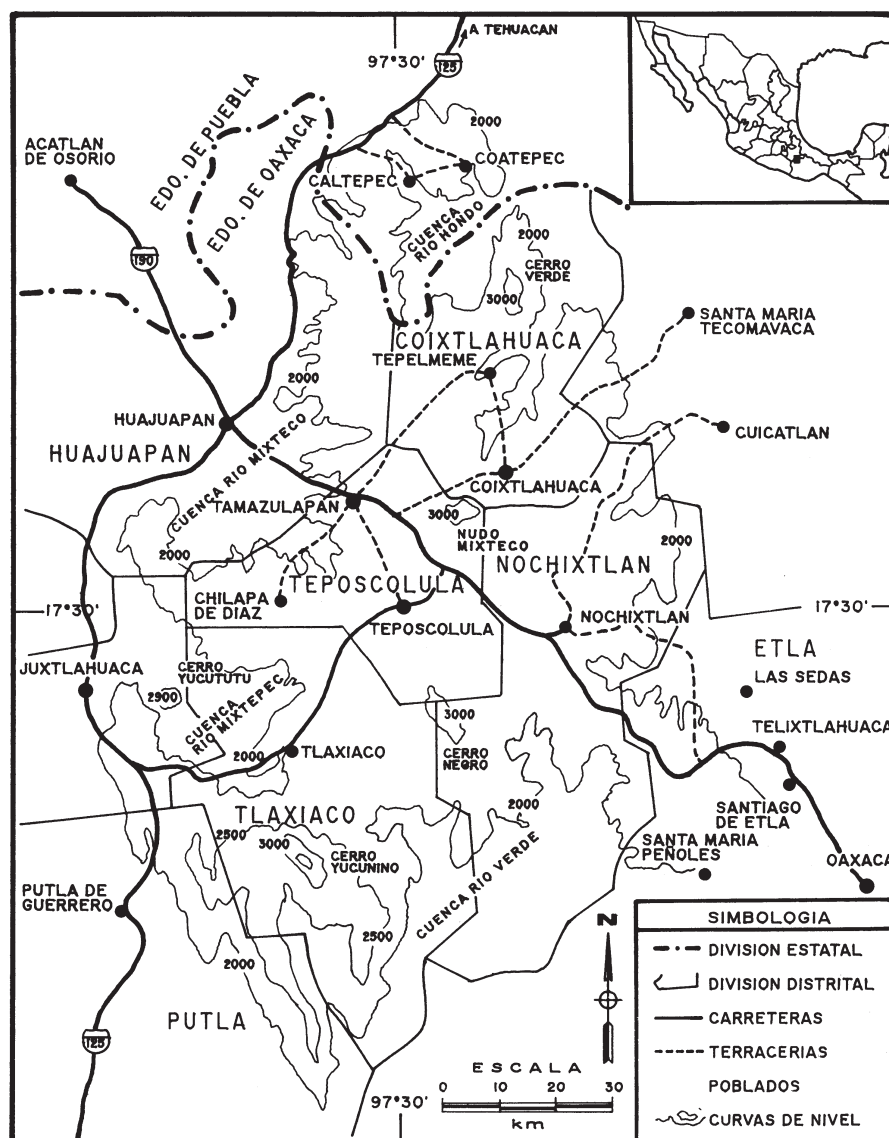 A TEHUACAN
97°30'
125
EDO. DE PUEBLA
EDO. DE OAXACA
ACATLAN
DE OSORIO
2000
COATEPEC
CALTEPEC
CUENCA
RIO HONDO
190
2000
CERRO
VERDE
3000
SANTA MARIA
TECOMAVACA
COIXTLAHUACA
TEPELMEME
2000
HUAJUAPAN
CUICATLAN
HUAJUAPAN
CUENCA RIO MIXTECO
COIXTLAHUACA
TAMAZULAPAN
3000
NUDO
MIXTECO
2000
2000
NOCHIXTLAN
TEPOSCOLULA
CHILAPA
DE DIAZ
17°30'
17°30'
NOCHIXTLAN
TEPOSCOLULA
ETLA
JUXTLAHUACA
CERRO
YUCUTUTU
LAS SEDAS
2900
CUENCA
RIO MIXTEPEC
3000
TELIXTLAHUACA
CERRO
NEGRO
2000
TLAXIACO
2000
SANTIAGO
DE ETLA
TLAXIACO
2500
3000
CERRO
YUCUNINO
CUENCA RIO VERDE
SANTA MARIA
PEÑOLES
OAXACA
PUTLA DE
GUERRERO
N
2500
2000
PUTLA
125
97°30'
ESCALA
0 10 20 30
km
SIMBOLOGIA
DIVISION ESTATAL
DIVISION DISTRITAL
CARRETERAS
TERRACERIAS
POBLADOS
CURVAS DE NIVEL